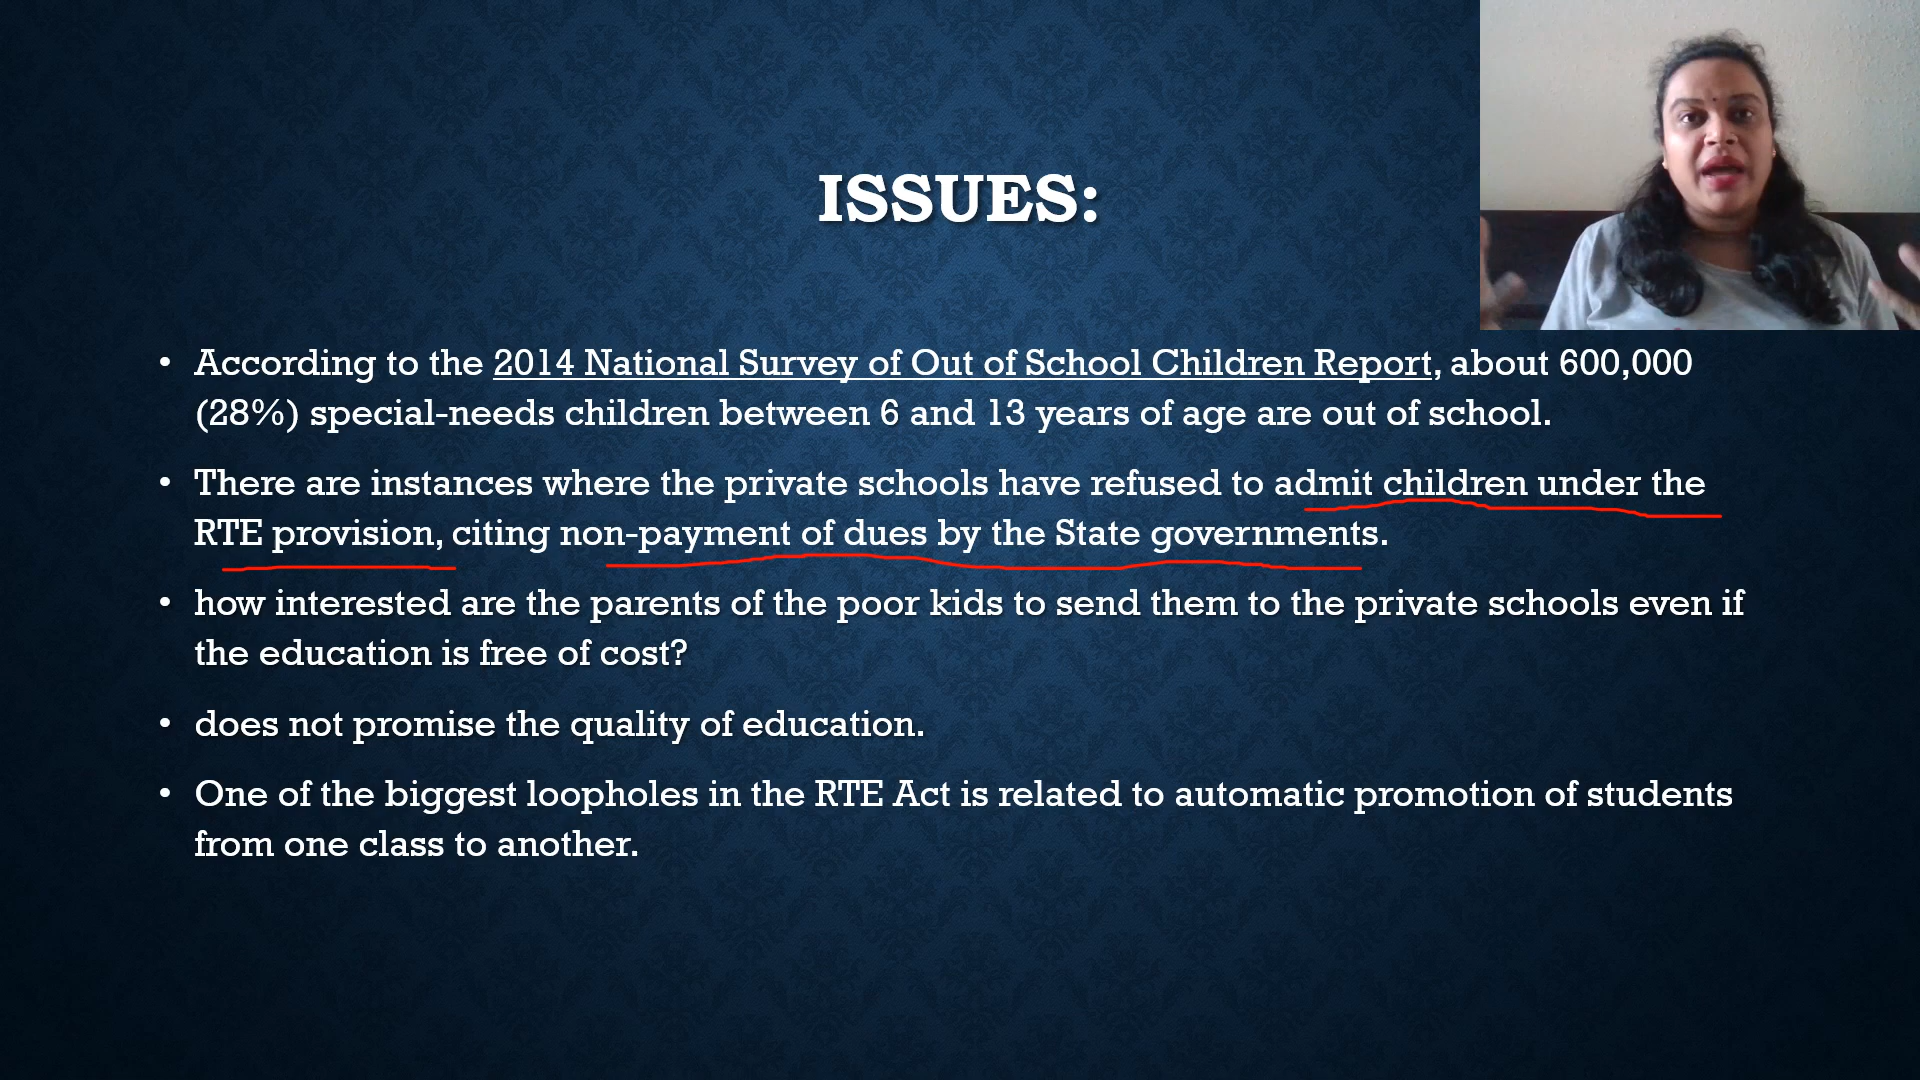 ISSUES:
• According to the 2014 National Survey of Out of School Children Report, about 600,000
(28%) special-needs children between 6 and 13 years of age are out of school.
• There are instances where the private schools have refused to admit children under the
RTE provision, citing non-payment of dues by the State governments.
• how interested are the parents of the poor kids to send them to the private schools even if
the education is free of cost?
• does not promise the quality of education.
• One of the biggest loopholes in the RTE Act is related to automatic promotion of students
from one class to another.